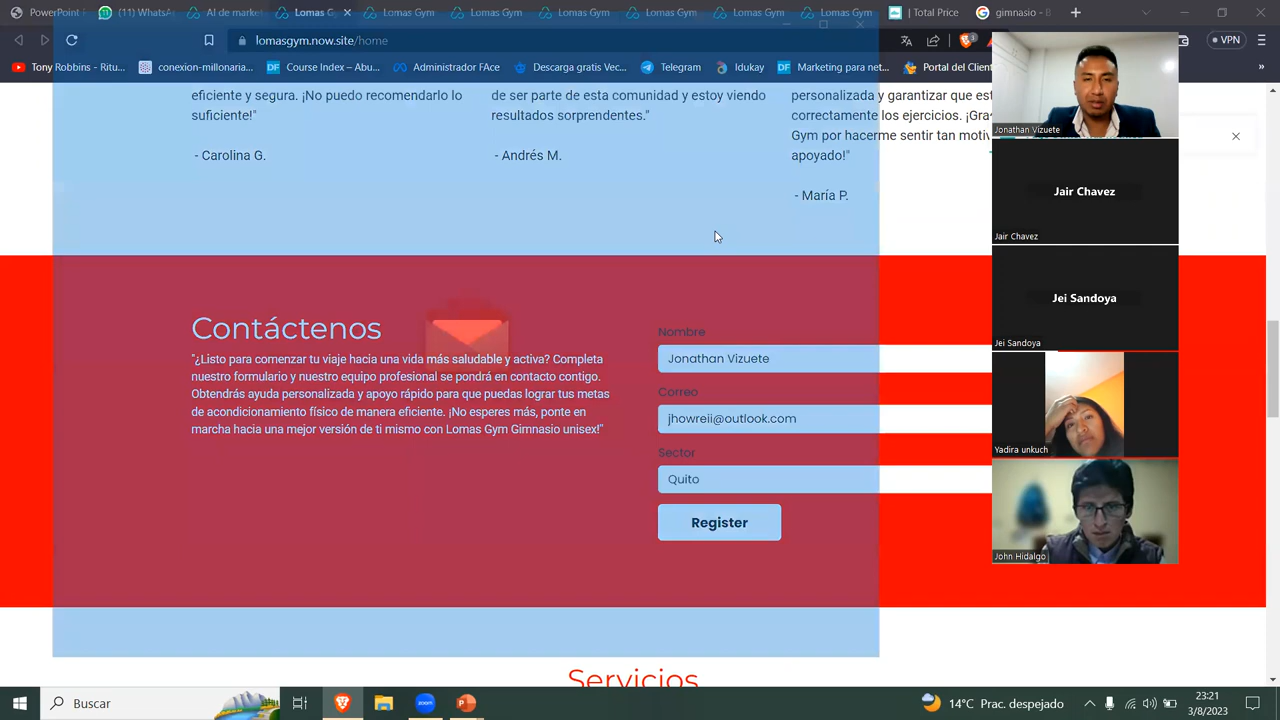 Pomodor
(1) Whats
AI de market
Lomas G
Lomas Gym
Lomas Gym
Lomas Gym
Lomas Gym
Lomas Gym
Total Price
gimnasio - B
lomasgym.now.site/home
1
VPN
Tony Robbins - Ritu...
conexion-millonaria...
Course Index – Abu...
Administrador FAce
Descarga gratis Vec...
Telegram
Idukay
Marketing para net...
Portal del Client
»
eficiente y segura. ¡No puedo recomendarlo lo
suficiente!"
- Carolina G.
de ser parte de esta comunidad y estoy viendo
resultados sorprendentes."
- Andrés M.
personalizada y garantizar que est
correctamente los ejercicios. ¡Gra
Gym por hacerme sentir tan motiv
apoyado!"
- María P.
Contáctenos
"¿Listo para comenzar tu viaje hacia una vida más saludable y activa? Completa
nuestro formulario y nuestro equipo profesional se pondrá en contacto contigo.
Obtendrás ayuda personalizada y apoyo rápido para que puedas lograr tus metas
de acondicionamiento físico de manera eficiente. ¡No esperes más, ponte en
marcha hacia una mejor versión de ti mismo con Lomas Gym Gimnasio unisex!"
Nombre
Jonathan Vizuete
Correo
jhowreii@outlook.com
Sector
Quito
Register
Servicios
Jonathan Vizuete
Jair Chavez
Jair Chavez
Jei Sandoya
Jei Sandoya
Yadira unkuch
John Hidalgo
Buscar
zoom
14°C Prac. despejado
23:21
3/8/2023